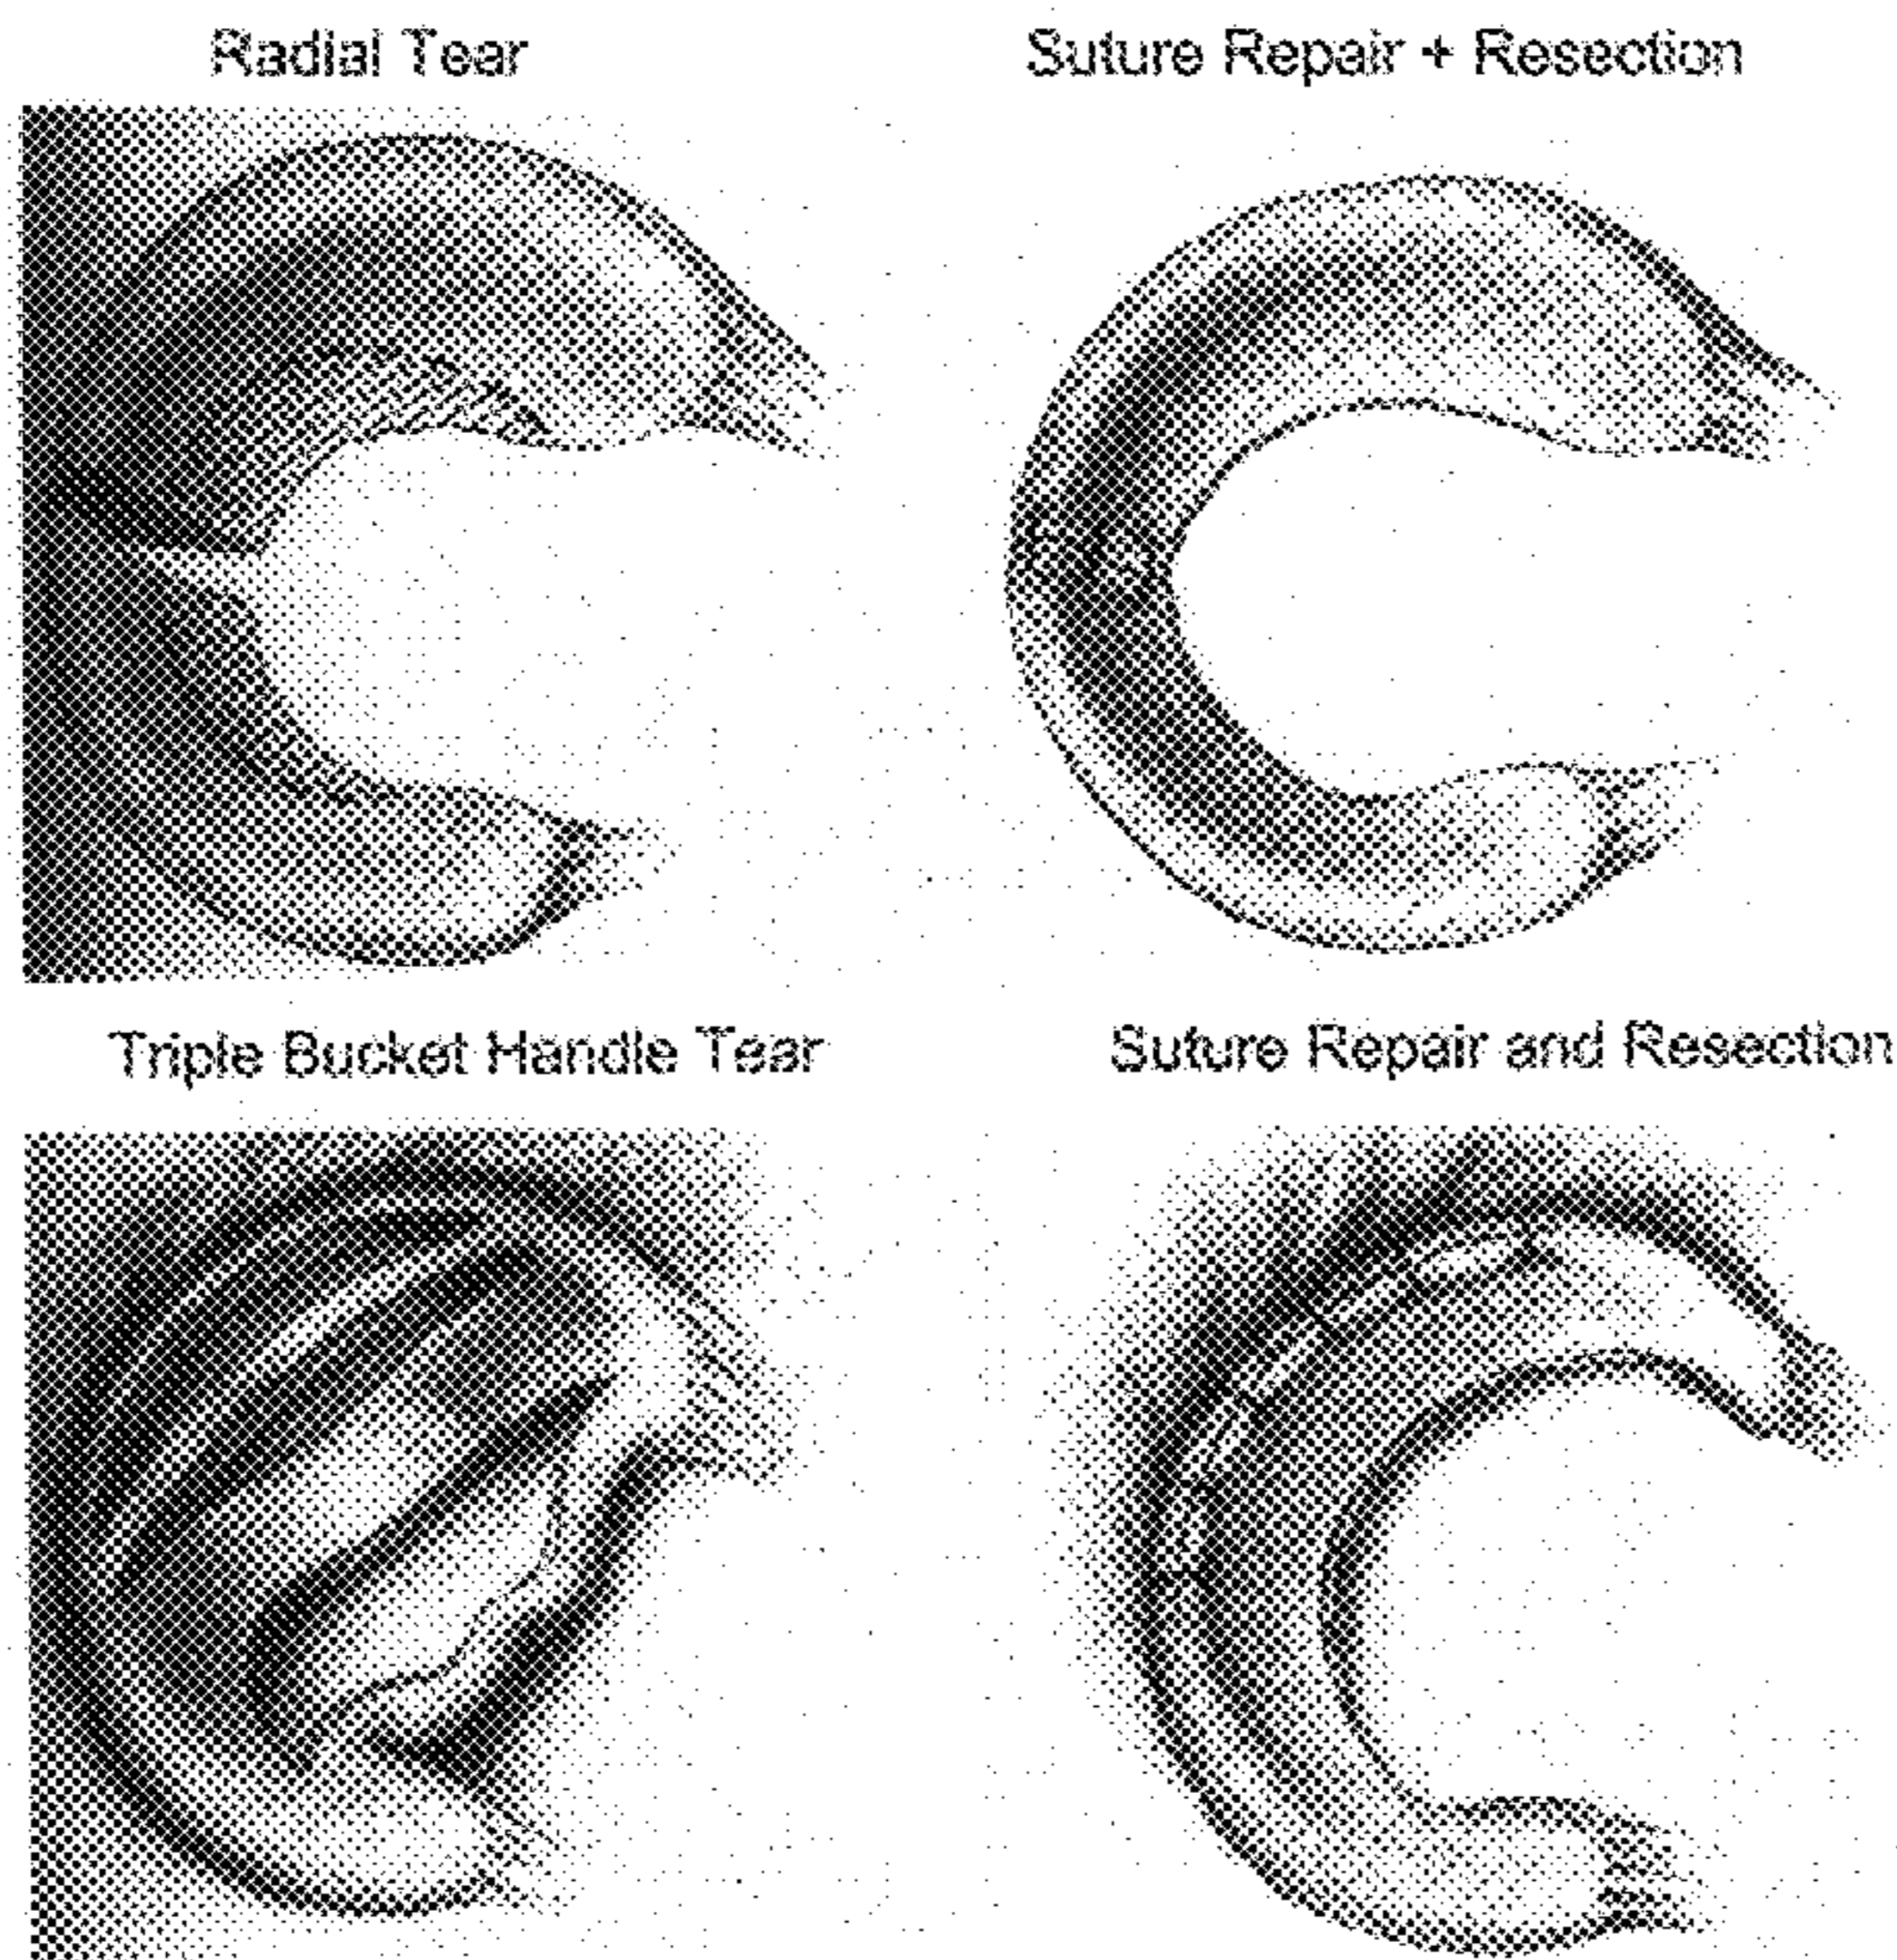 Radial Tear
Suture Repair + Resection
Triple Bucket Handle Tear
Suture Repair and Resection